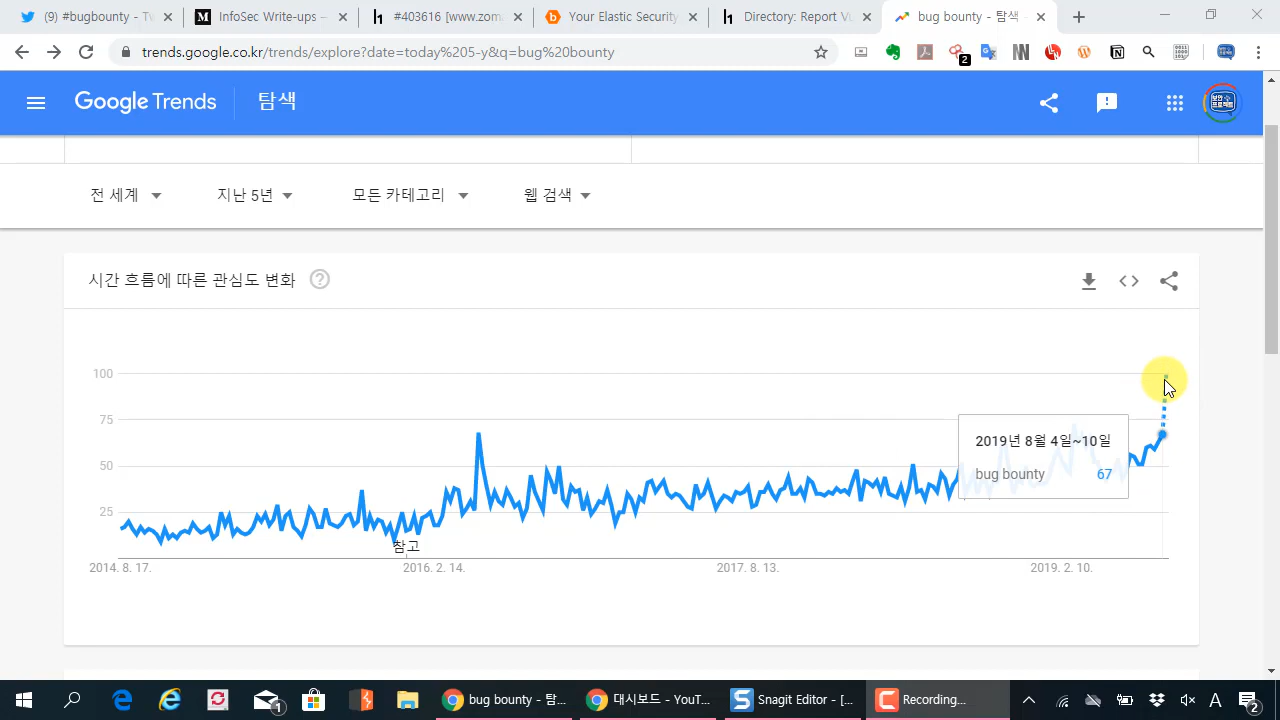 #bugbounty - Tw
InfoSec Write-ups –
#403616 [www.zom
Your Elastic Security
Directory: Report Vu
bug bounty - 탐색
trends.google.co.kr/trends/explore?date=today%205-y&q=bug%20bounty
2
Google Trends
탐색
전 세계
지난 5년
모든 카테고리
웹 검색
시간 흐름에 따른 관심도 변화
100
75
50
25
2019년 8월 4일~10일
bug bounty
67
참고
2014. 8. 17.
2016. 2. 14.
2017. 8. 13.
2019. 2. 10.
1
bug bounty - 탐...
대시보드 - YouT...
Snagit Editor - [...
Recording...
A
2